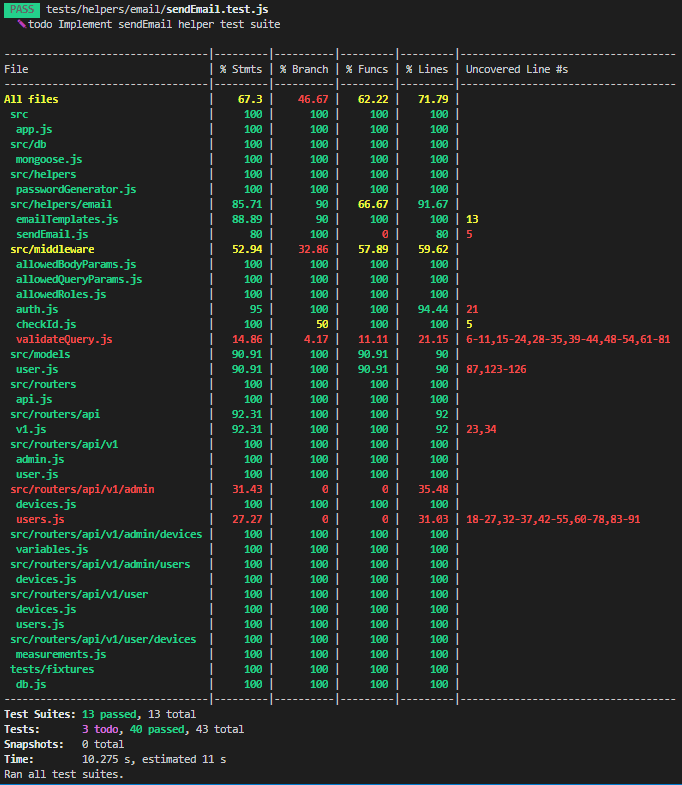 PASS tests/helpers/email/sendEmail.test.js
✎ todo Implement sendEmail helper test suite
----------------------------------|---------|----------|---------|---------|------------------------------------
File                              | % Stmts | % Branch | % Funcs | % Lines | Uncovered Line #s
----------------------------------|---------|----------|---------|---------|------------------------------------
All files                         |    67.3 |    46.67 |   62.22 |   71.79 |
 src                              |     100 |      100 |     100 |     100 |
  app.js                          |     100 |      100 |     100 |     100 |
 src/db                           |     100 |      100 |     100 |     100 |
  mongoose.js                     |     100 |      100 |     100 |     100 |
 src/helpers                      |     100 |      100 |     100 |     100 |
  passwordGenerator.js            |     100 |      100 |     100 |     100 |
 src/helpers/email                |   85.71 |       90 |   66.67 |   91.67 |
  emailTemplates.js               |   88.89 |       90 |     100 |     100 | 13
  sendEmail.js                    |      80 |      100 |       0 |      80 | 5
 src/middleware                   |   52.94 |    32.86 |   57.89 |   59.62 |
  allowedBodyParams.js            |     100 |      100 |     100 |     100 |
  allowedQueryParams.js           |     100 |      100 |     100 |     100 |
  allowedRoles.js                 |     100 |      100 |     100 |     100 |
  auth.js                         |      95 |      100 |     100 |   94.44 | 21
  checkId.js                      |     100 |       50 |     100 |     100 | 5
  validateQuery.js                |   14.86 |     4.17 |   11.11 |   21.15 | 6-11,15-24,28-35,39-44,48-54,61-81
 src/models                       |   90.91 |      100 |   90.91 |      90 |
  user.js                         |   90.91 |      100 |   90.91 |      90 | 87,123-126
 src/routers                      |     100 |      100 |     100 |     100 |
  api.js                          |     100 |      100 |     100 |     100 |
 src/routers/api                  |   92.31 |      100 |     100 |      92 |
  v1.js                           |   92.31 |      100 |     100 |      92 | 23,34
 src/routers/api/v1               |     100 |      100 |     100 |     100 |
  admin.js                        |     100 |      100 |     100 |     100 |
  user.js                         |     100 |      100 |     100 |     100 |
 src/routers/api/v1/admin         |   31.43 |        0 |       0 |   35.48 |
  devices.js                      |     100 |      100 |     100 |     100 |
  users.js                        |   27.27 |        0 |       0 |   31.03 | 18-27,32-37,42-55,60-78,83-91
 src/routers/api/v1/admin/devices |     100 |      100 |     100 |     100 |
  variables.js                    |     100 |      100 |     100 |     100 |
 src/routers/api/v1/admin/users   |     100 |      100 |     100 |     100 |
  devices.js                      |     100 |      100 |     100 |     100 |
 src/routers/api/v1/user          |     100 |      100 |     100 |     100 |
  devices.js                      |     100 |      100 |     100 |     100 |
  users.js                        |     100 |      100 |     100 |     100 |
 src/routers/api/v1/user/devices  |     100 |      100 |     100 |     100 |
  measurements.js                 |     100 |      100 |     100 |     100 |
 tests/fixtures                   |     100 |      100 |     100 |     100 |
  db.js                           |     100 |      100 |     100 |     100 |
----------------------------------|---------|----------|---------|---------|------------------------------------
Test Suites: 13 passed, 13 total
Tests:       3 todo, 40 passed, 43 total
Snapshots:   0 total
Time:        10.275 s, estimated 11 s
Ran all test suites.